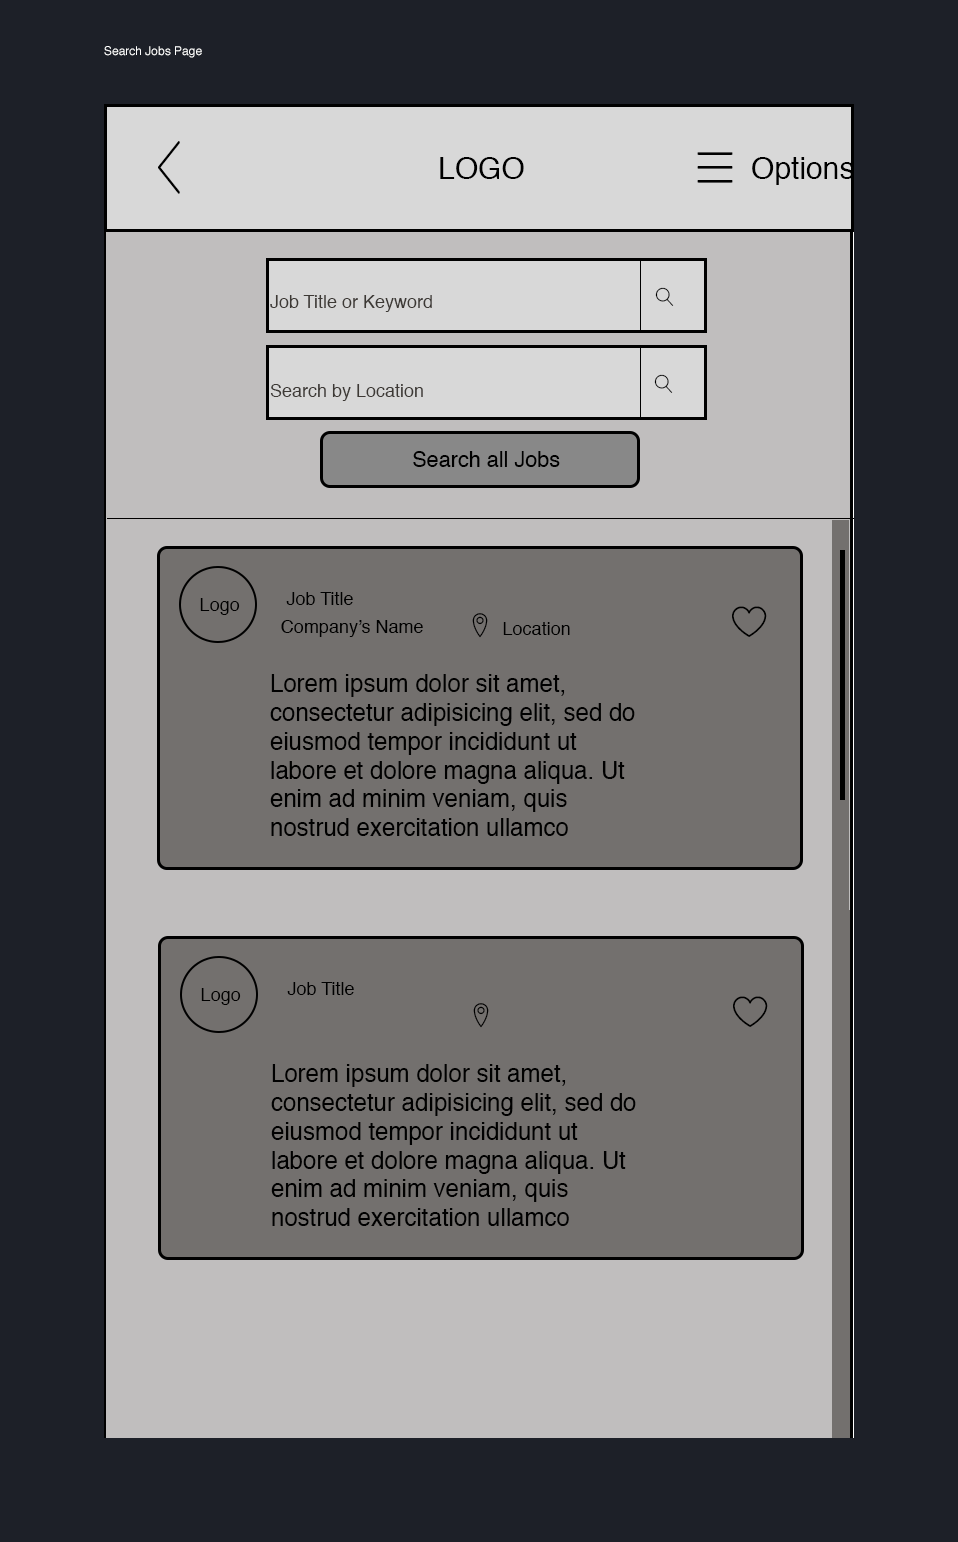 Search Jobs Page
LOGO
Options
Job Title or Keyword
Search by Location
Search all Jobs
Logo
Job Title
Company's Name
Location
Lorem ipsum dolor sit amet,
consectetur adipisicing elit, sed do
eiusmod tempor incididunt ut
labore et dolore magna aliqua. Ut
enim ad minim veniam, quis
nostrud exercitation ullamco
Logo
Job Title
Lorem ipsum dolor sit amet,
consectetur adipisicing elit, sed do
eiusmod tempor incididunt ut
labore et dolore magna aliqua. Ut
enim ad minim veniam, quis
nostrud exercitation ullamco